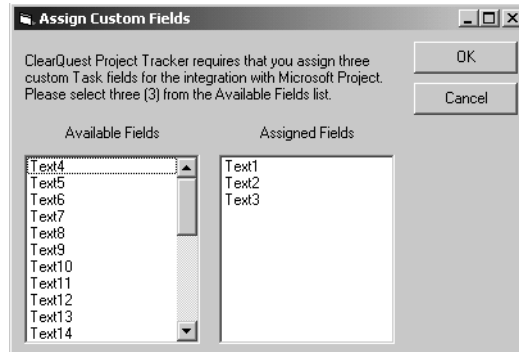 Assign Custom Fields
ClearQuest Project Tracker requires that you assign three
custom Task fields for the integration with Microsoft Project.
Please select three (3) from the Available Fields list.
OK
Cancel
Available Fields
Assigned Fields
Text4
Text5
Text6
Text7
Text8
Text9
Text10
Text11
Text12
Text13
Text14
Text1
Text2
Text3